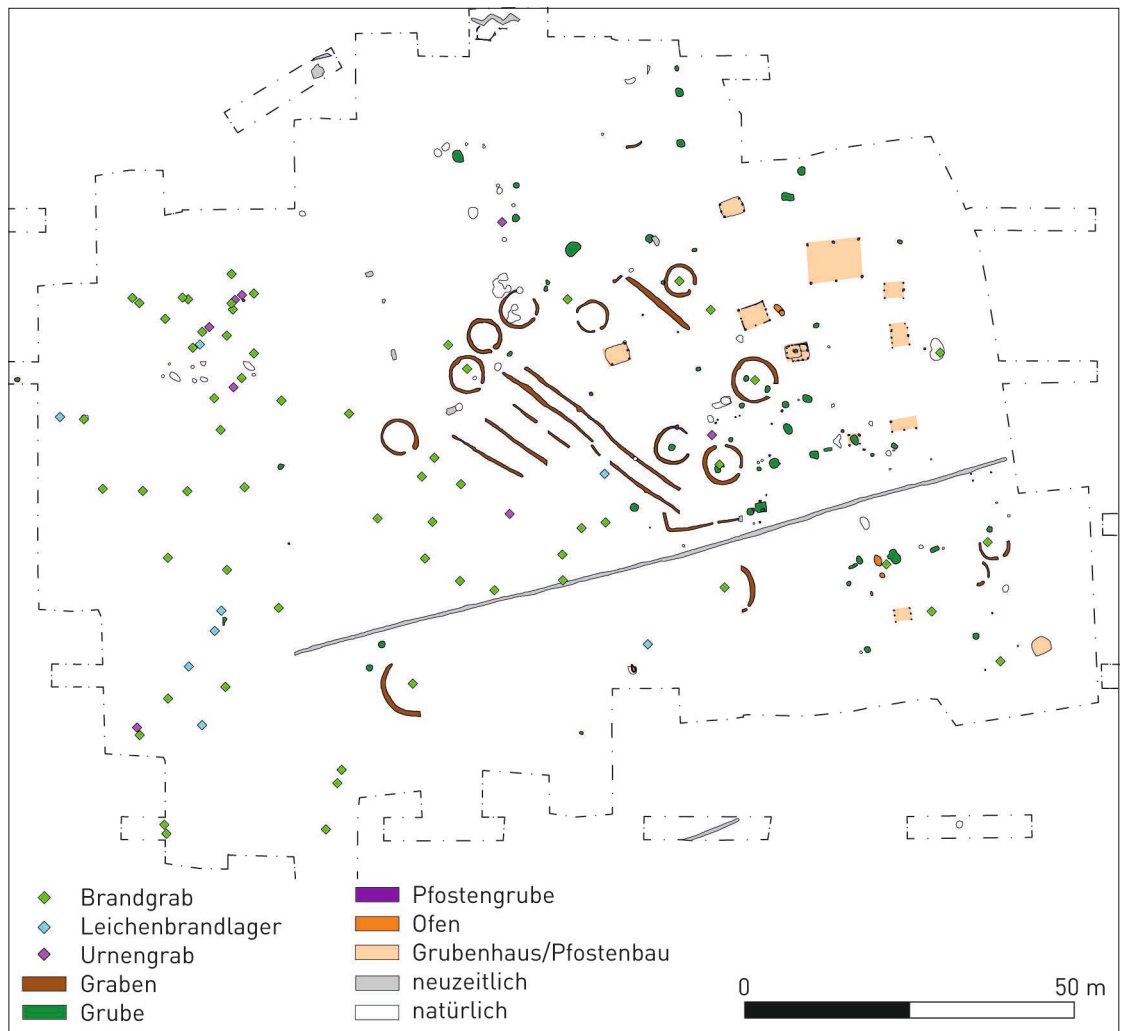 Brandgrab
Leichenbrandlager
Urnengrab
Graben
Grube
Pfostengrube
Ofen
Grubenhaus/Pfostenbau
neuzeitlich
natürlich
0 50 m